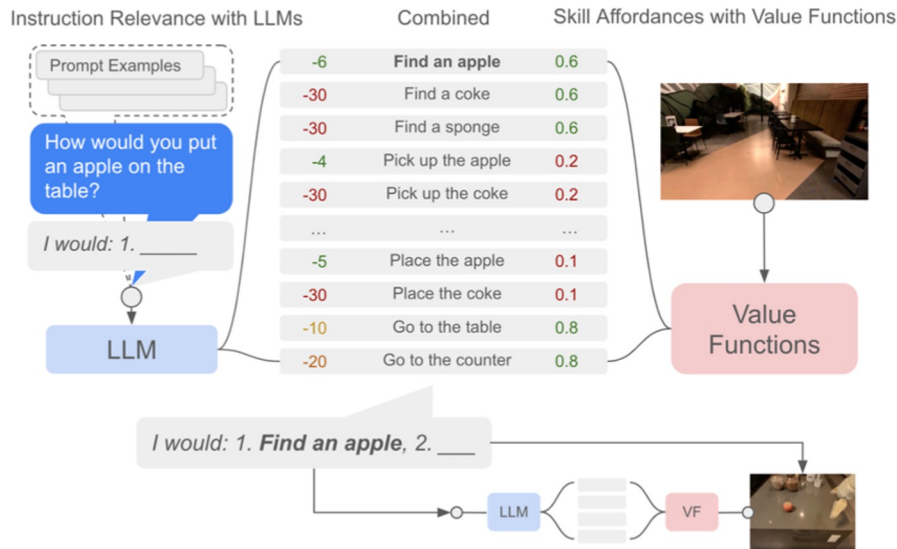 Instruction Relevance with LLMs
Combined
Skill Affordances with Value Functions
Prompt Examples
How would you put
an apple on the
table?
I would: 1. ______
LLM
-6 Find an apple 0.6
-30 Find a coke 0.6
-30 Find a sponge 0.6
-4 Pick up the apple 0.2
-30 Pick up the coke 0.2
... ... ...
-5 Place the apple 0.1
-30 Place the coke 0.1
-10 Go to the table 0.8
-20 Go to the counter 0.8
Value
Functions
I would: 1. Find an apple, 2. ___
LLM
VF